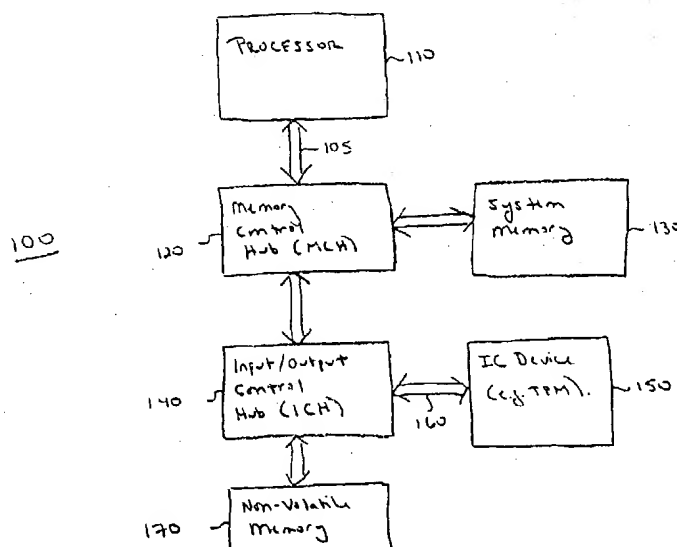 PROCESSOR
110
105
Memory
Control
Hub (MCH)
120
System
Memory
130
100
Input/Output
Control
Hub (ICH)
140
IC Device
(e.g. TPM).
150
160
Non-Volatile
Memory
170